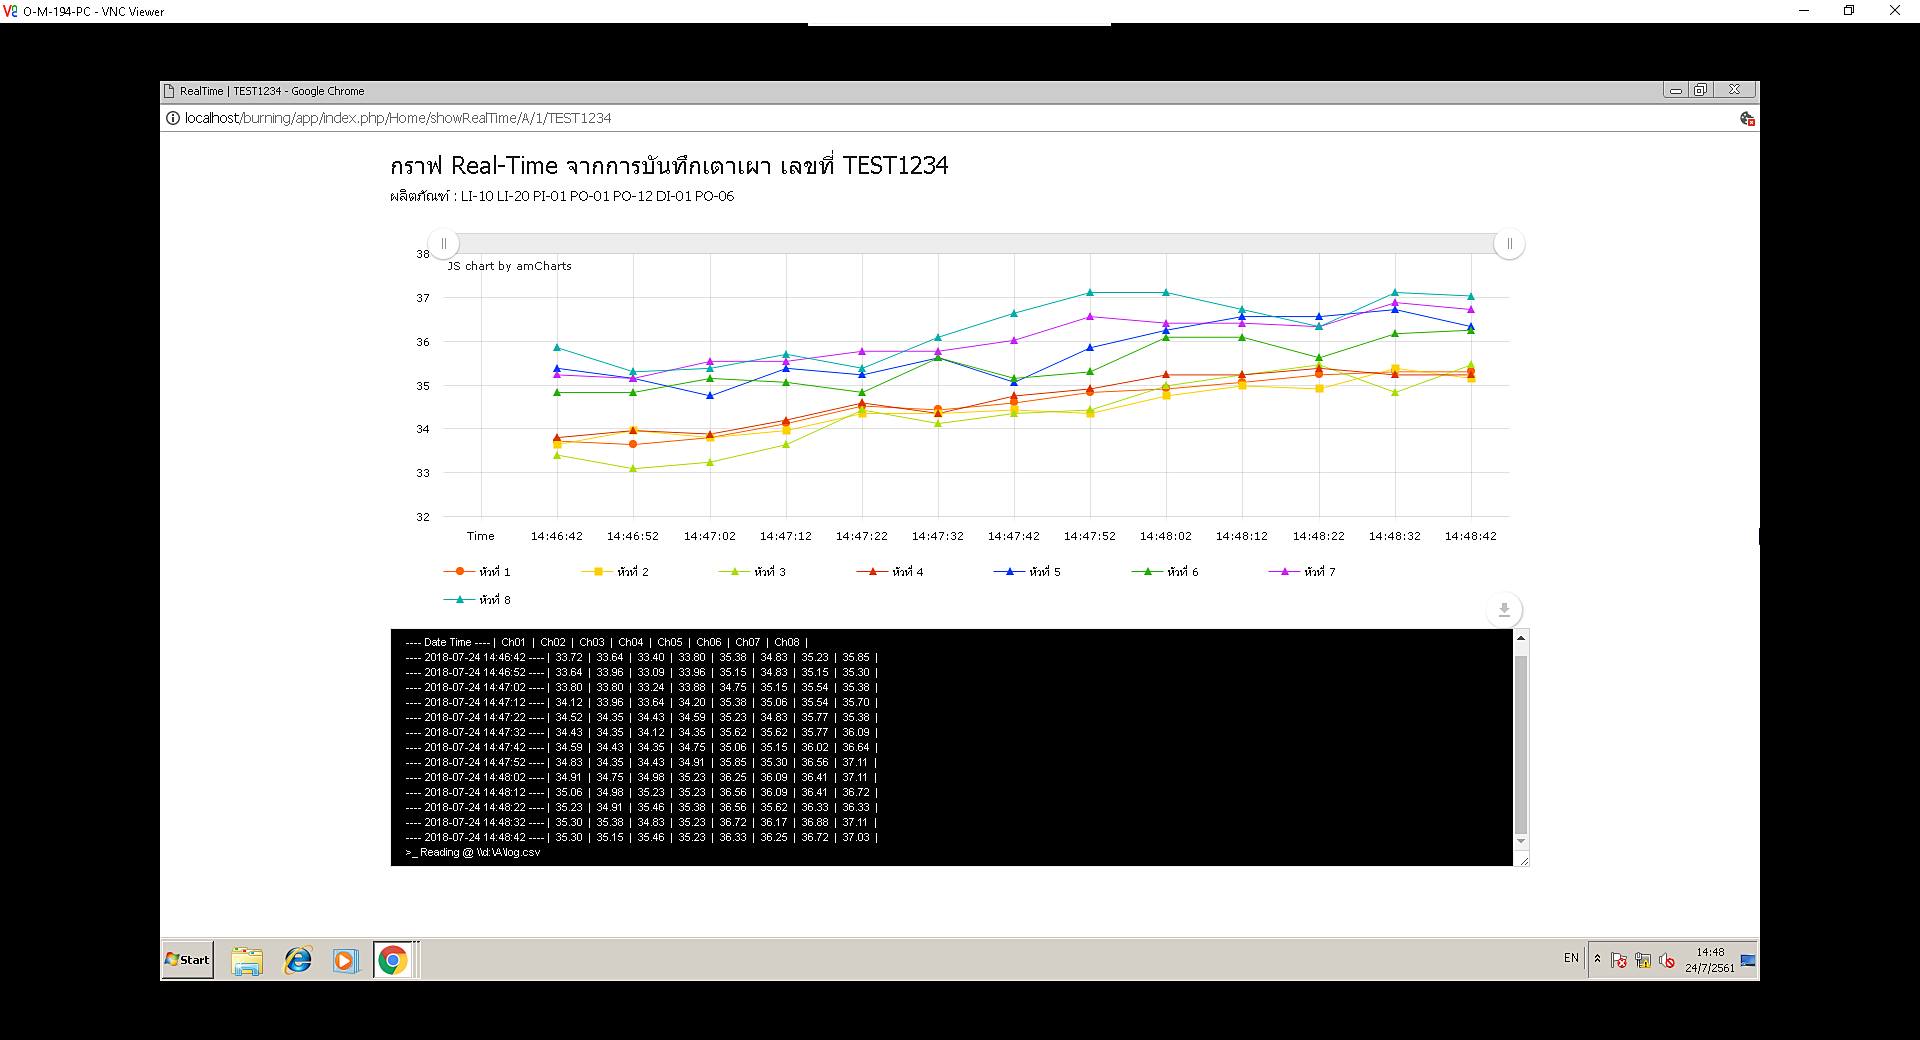 O-M-194-PC - VNC Viewer
RealTime | TEST1234 - Google Chrome
localhost/burning/app/index.php/Home/showRealTime/A/1/TEST1234
กราฟ Real-Time จากการบันทึกเตาเผา เลขที่ TEST1234
ผลิตภัณฑ์ : LI-10 LI-20 PI-01 PO-01 PO-12 DI-01 PO-06
JS chart by amCharts
38
37
36
35
34
33
32
Time 14:46:42 14:46:52 14:47:02 14:47:12 14:47:22 14:47:32 14:47:42 14:47:52 14:48:02 14:48:12 14:48:22 14:48:32 14:48:42
หัวที่ 1 หัวที่ 2 หัวที่ 3 หัวที่ 4 หัวที่ 5 หัวที่ 6 หัวที่ 7
หัวที่ 8
---- Date Time ---- | Ch01 | Ch02 | Ch03 | Ch04 | Ch05 | Ch06 | Ch07 | Ch08 |
---- 2018-07-24 14:46:42 ---- | 33.72 | 33.64 | 33.40 | 33.80 | 35.38 | 34.83 | 35.23 | 35.85 |
---- 2018-07-24 14:46:52 ---- | 33.64 | 33.96 | 33.09 | 33.96 | 35.15 | 34.83 | 35.15 | 35.30 |
---- 2018-07-24 14:47:02 ---- | 33.80 | 33.80 | 33.24 | 33.88 | 34.75 | 35.15 | 35.54 | 35.38 |
---- 2018-07-24 14:47:12 ---- | 34.12 | 33.96 | 33.64 | 34.20 | 35.38 | 35.06 | 35.54 | 35.70 |
---- 2018-07-24 14:47:22 ---- | 34.52 | 34.35 | 34.43 | 34.59 | 35.23 | 34.83 | 35.77 | 35.38 |
---- 2018-07-24 14:47:32 ---- | 34.43 | 34.35 | 34.12 | 34.35 | 35.62 | 35.62 | 35.77 | 36.09 |
---- 2018-07-24 14:47:42 ---- | 34.59 | 34.43 | 34.35 | 34.75 | 35.06 | 35.15 | 36.02 | 36.64 |
---- 2018-07-24 14:47:52 ---- | 34.83 | 34.35 | 34.43 | 34.91 | 35.85 | 35.30 | 36.56 | 37.11 |
---- 2018-07-24 14:48:02 ---- | 34.91 | 34.75 | 34.98 | 35.23 | 36.25 | 36.09 | 36.41 | 37.11 |
---- 2018-07-24 14:48:12 ---- | 35.06 | 34.98 | 35.23 | 35.23 | 36.56 | 36.09 | 36.41 | 36.72 |
---- 2018-07-24 14:48:22 ---- | 35.23 | 34.91 | 35.46 | 35.38 | 36.56 | 35.62 | 36.33 | 36.33 |
---- 2018-07-24 14:48:32 ---- | 35.30 | 35.38 | 34.83 | 35.23 | 36.72 | 36.17 | 36.88 | 37.11 |
---- 2018-07-24 14:48:42 ---- | 35.30 | 35.15 | 35.46 | 35.23 | 36.33 | 36.25 | 36.72 | 37.03 |
>_ Reading @ \\d:\A\log.csv
Start
EN
14:48
24/7/2561